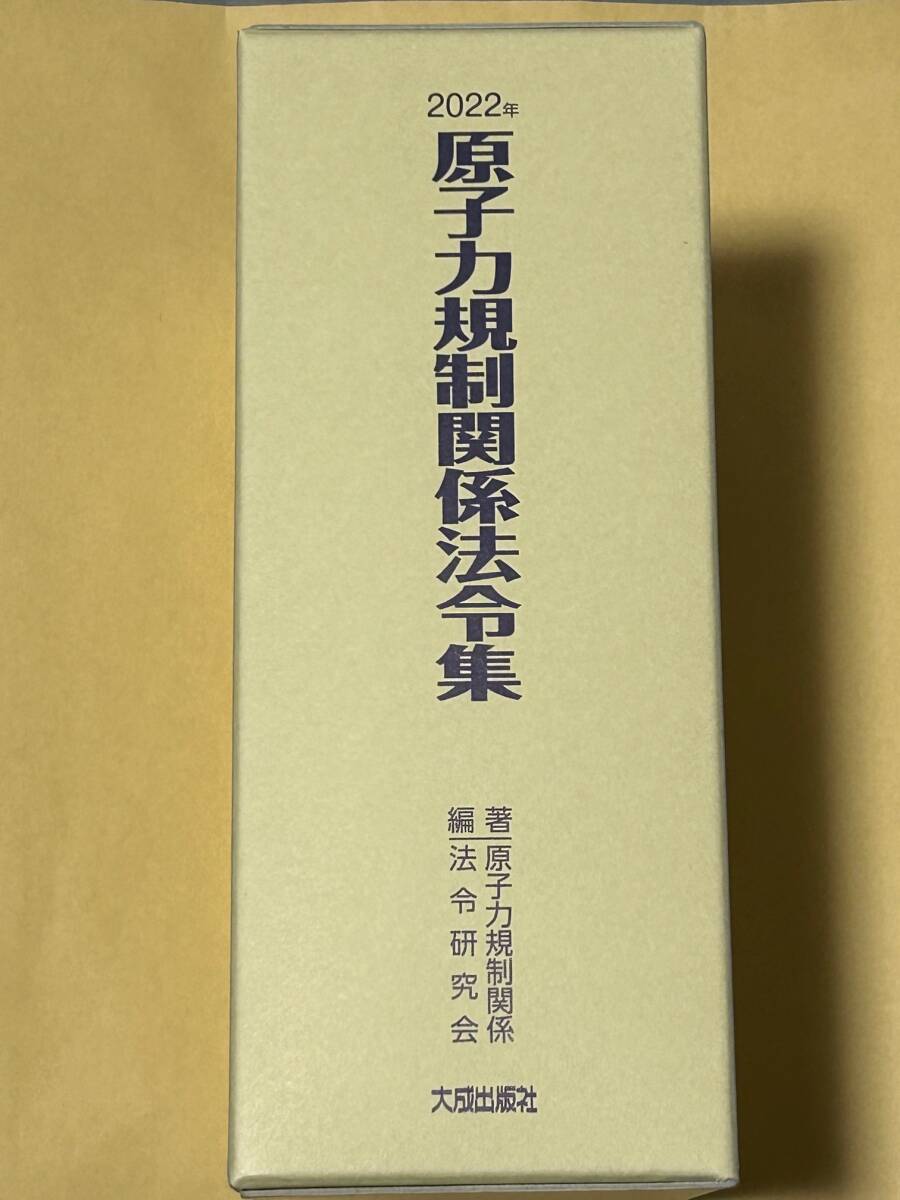 2022年
原子力規制関係法令集
著編
原子力規制関係
法令研究会
大成出版社